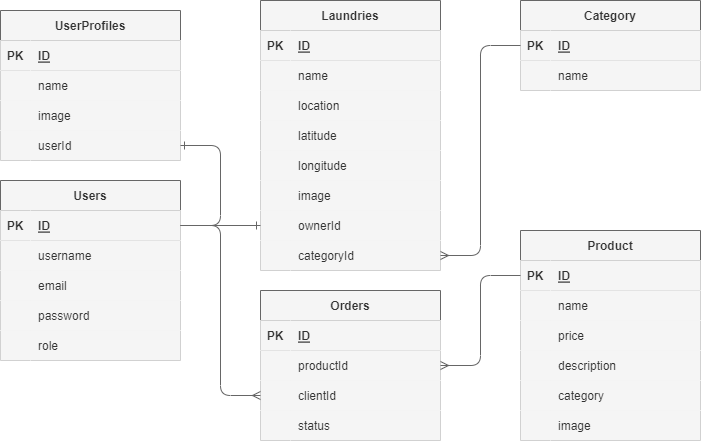 UserProfiles
PK ID
name
image
userId
Users
PK ID
username
email
password
role
Laundries
PK ID
name
location
latitude
longitude
image
ownerId
categoryId
Orders
PK ID
productId
clientId
status
Category
PK ID
name
Product
PK ID
name
price
description
category
image